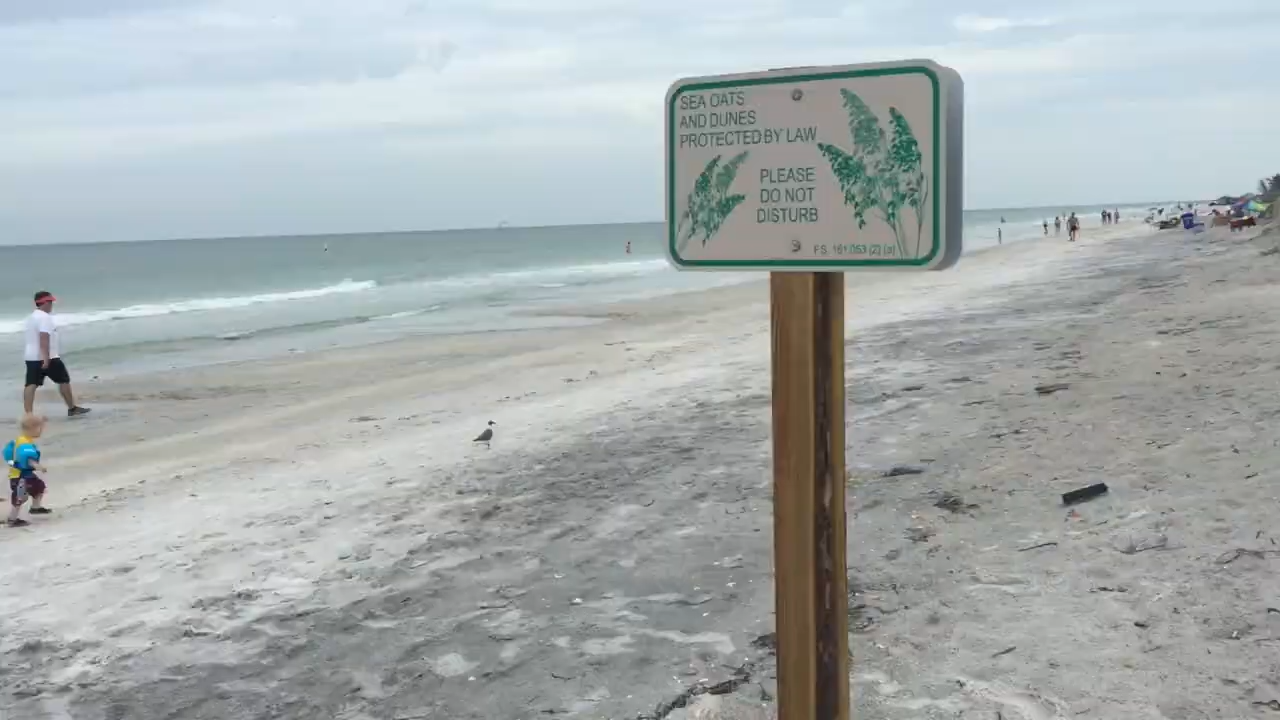 SEA OATS
AND DUNES
PROTECTED BY LAW
PLEASE
DO NOT
DISTURB
F.S. 161.053 (2) (a)